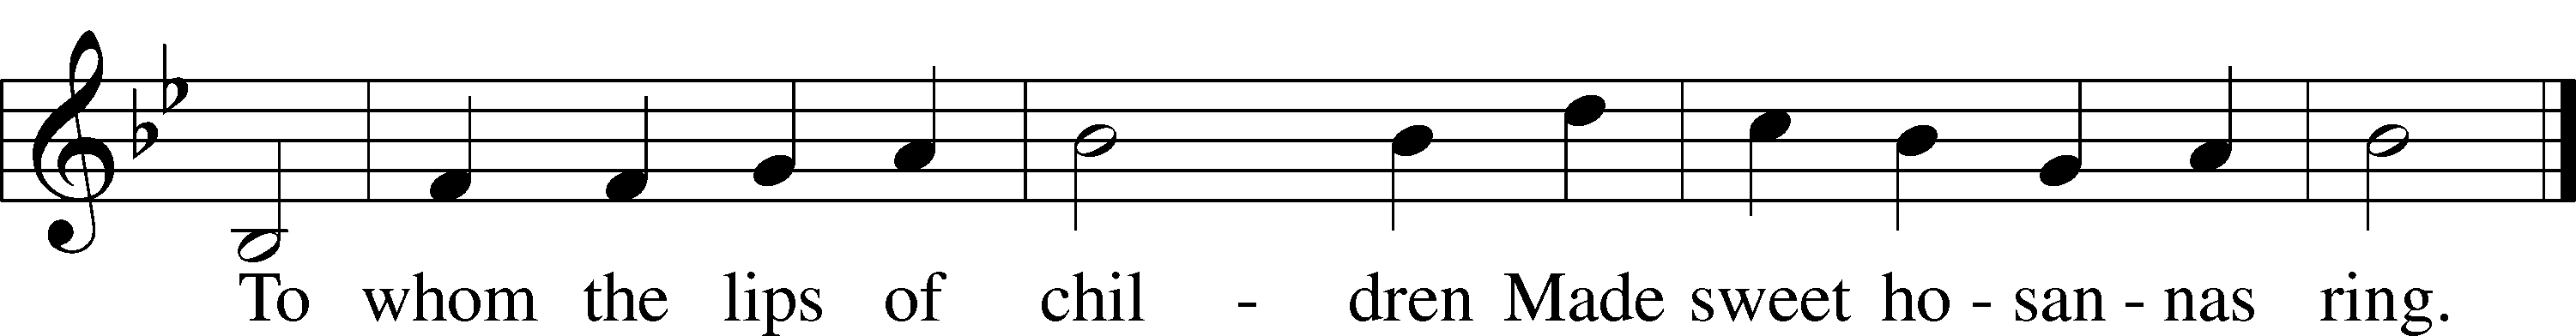 To whom the lips of chil - dren Made sweet ho - san - nas ring.